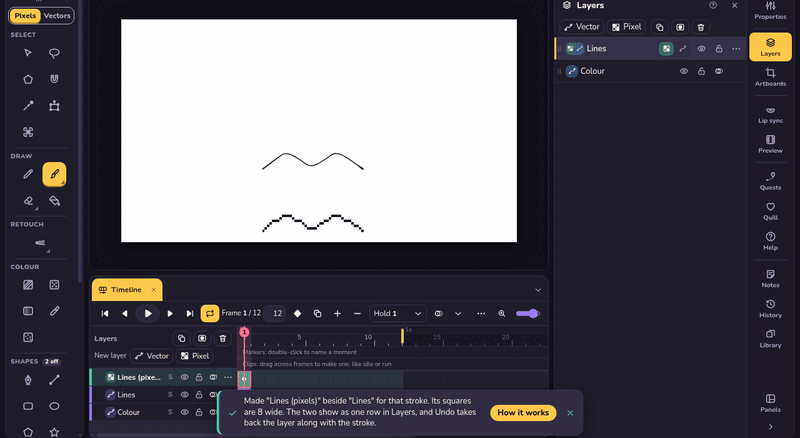 Pixels Vectors
SELECT
DRAW
RETOUCH
COLOUR
SHAPES 2 off
Layers
Vector Pixel
Lines
Colour
Properties
Layers
Artboards
Lip sync
Preview
Quests
Quill
Help
Notes
History
Library
Panels
Timeline
Frame 1 / 12 12 Hold 1
Layers
1 5 10 1s 15 20
New layer Vector Pixel
Markers: double-click to name a moment
Clips: drag across frames to make one, like idle or run
Lines (pixe... S
Lines S
Colour S
Made "Lines (pixels)" beside "Lines" for that stroke. Its squares
are 8 wide. The two show as one row in Layers, and Undo takes
back the layer along with the stroke.
How it works